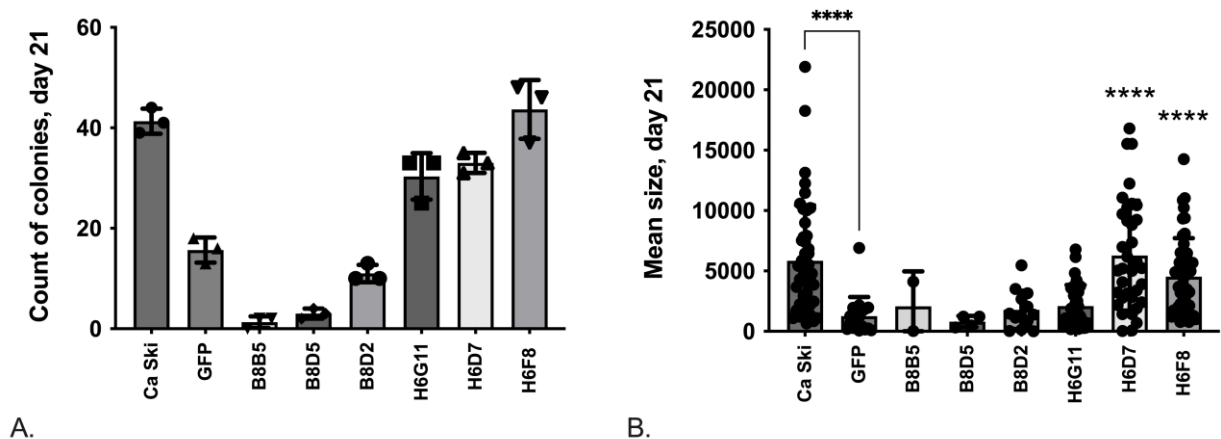 Count of colonies, day 21
60
40
20
0
Ca Ski
GFP
B8B5
B8D5
B8D2
H6G11
H6D7
H6F8
A.
Mean size, day 21
25000
20000
15000
10000
5000
0
****
****
****
Ca Ski
GFP
B8B5
B8D5
B8D2
H6G11
H6D7
H6F8
B.